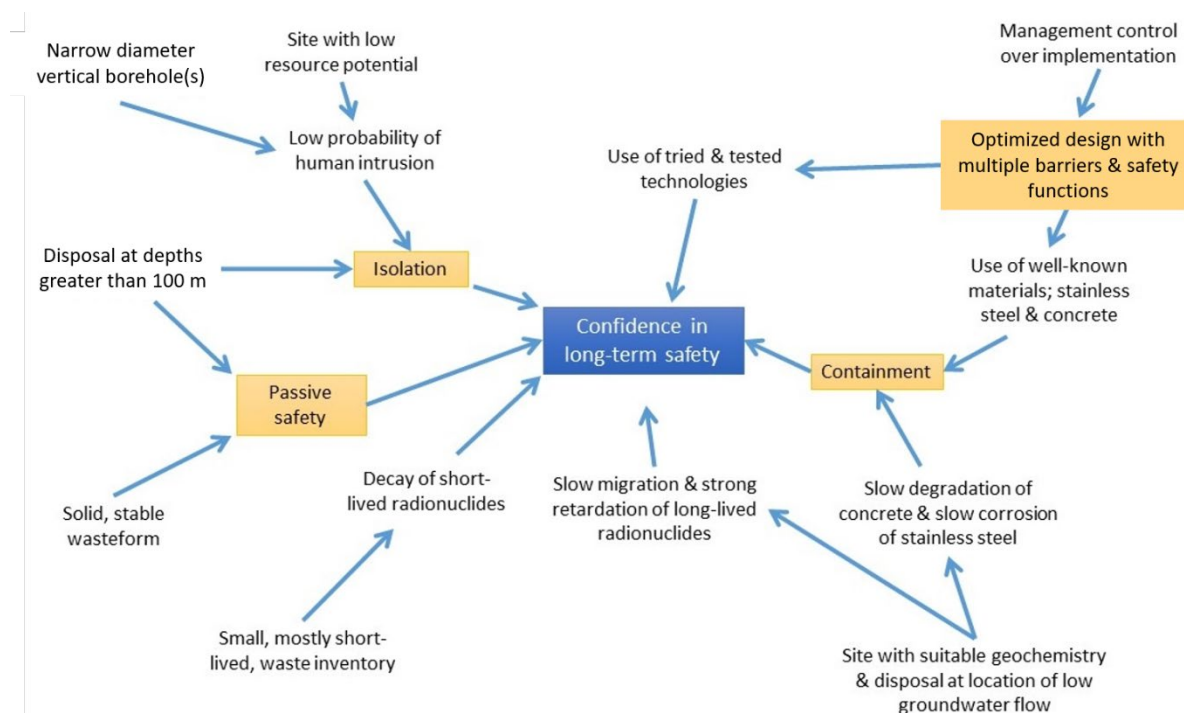 Narrow diameter
vertical borehole(s)
Site with low
resource potential
Management control
over implementation
Low probability of
human intrusion
Use of tried & tested
technologies
Optimized design with
multiple barriers & safety
functions
Disposal at depths
greater than 100 m
Isolation
Use of well-known
materials; stainless
steel & concrete
Confidence in
long-term safety
Containment
Passive
safety
Solid, stable
wasteform
Decay of short-
lived radionuclides
Slow migration & strong
retardation of long-lived
radionuclides
Slow degradation of
concrete & slow corrosion
of stainless steel
Small, mostly short-
lived, waste inventory
Site with suitable geochemistry
& disposal at location of low
groundwater flow